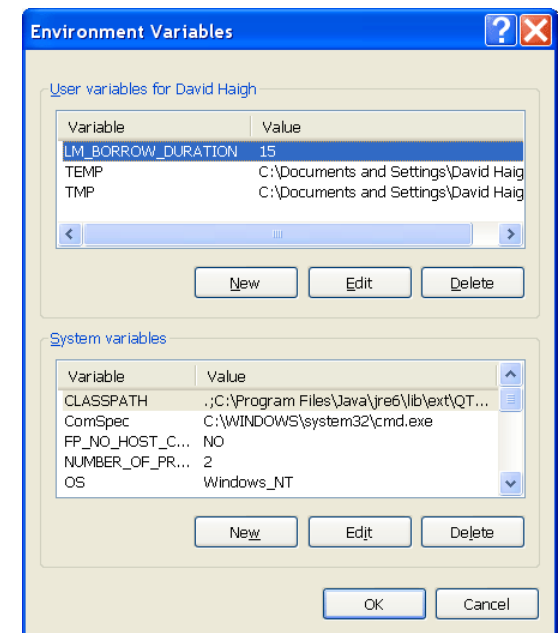 Environment Variables
User variables for David Haigh
Variable Value
LM_BORROW_DURATION 15
TEMP C:\Documents and Settings\David Haig
TMP C:\Documents and Settings\David Haig
New Edit Delete
System variables
Variable Value
CLASSPATH .;C:\Program Files\Java\jre6\lib\ext\QT...
ComSpec C:\WINDOWS\system32\cmd.exe
FP_NO_HOST_C... NO
NUMBER_OF_PR... 2
OS Windows_NT
New Edit Delete
OK Cancel